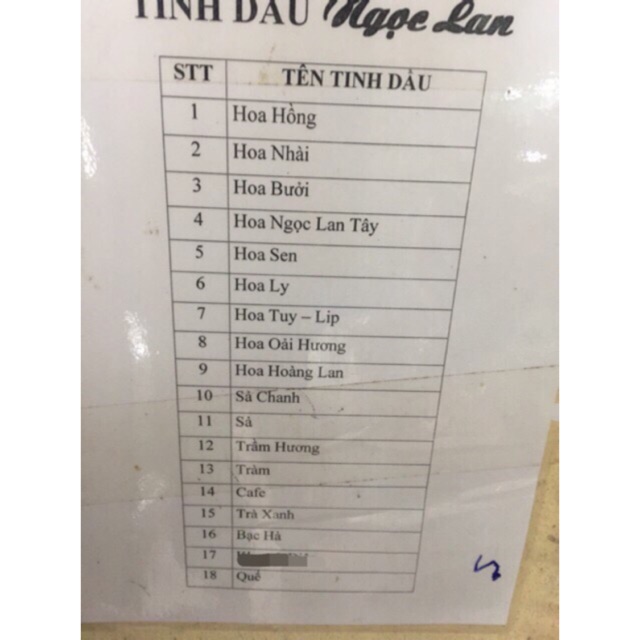 TINH DẦU Ngọc Lan
STT TÊN TINH DẦU
1 Hoa Hồng
2 Hoa Nhài
3 Hoa Bưởi
4 Hoa Ngọc Lan Tây
5 Hoa Sen
6 Hoa Ly
7 Hoa Tuy – Lip
8 Hoa Oải Hương
9 Hoa Hoàng Lan
10 Sả Chanh
11 Sả
12 Trầm Hương
13 Tràm
14 Cafe
15 Trà Xanh
16 Bạc Hà
17
18 Quế